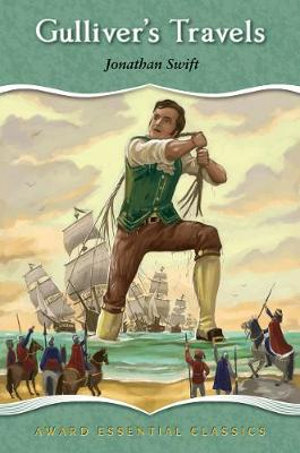 Gulliver's Travels
Jonathan Swift
AWARD ESSENTIAL CLASSICS